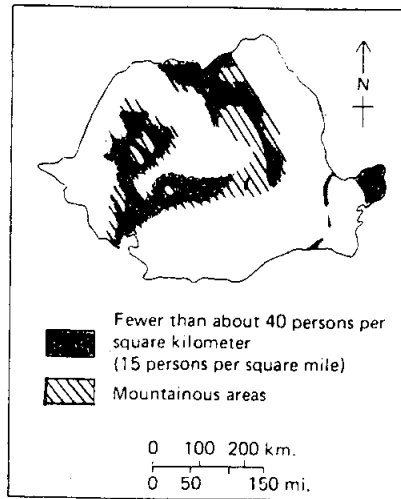 N
Fewer than about 40 persons per
square kilometer
(15 persons per square mile)
Mountainous areas
0 100 200 km.
0 50 150 mi.